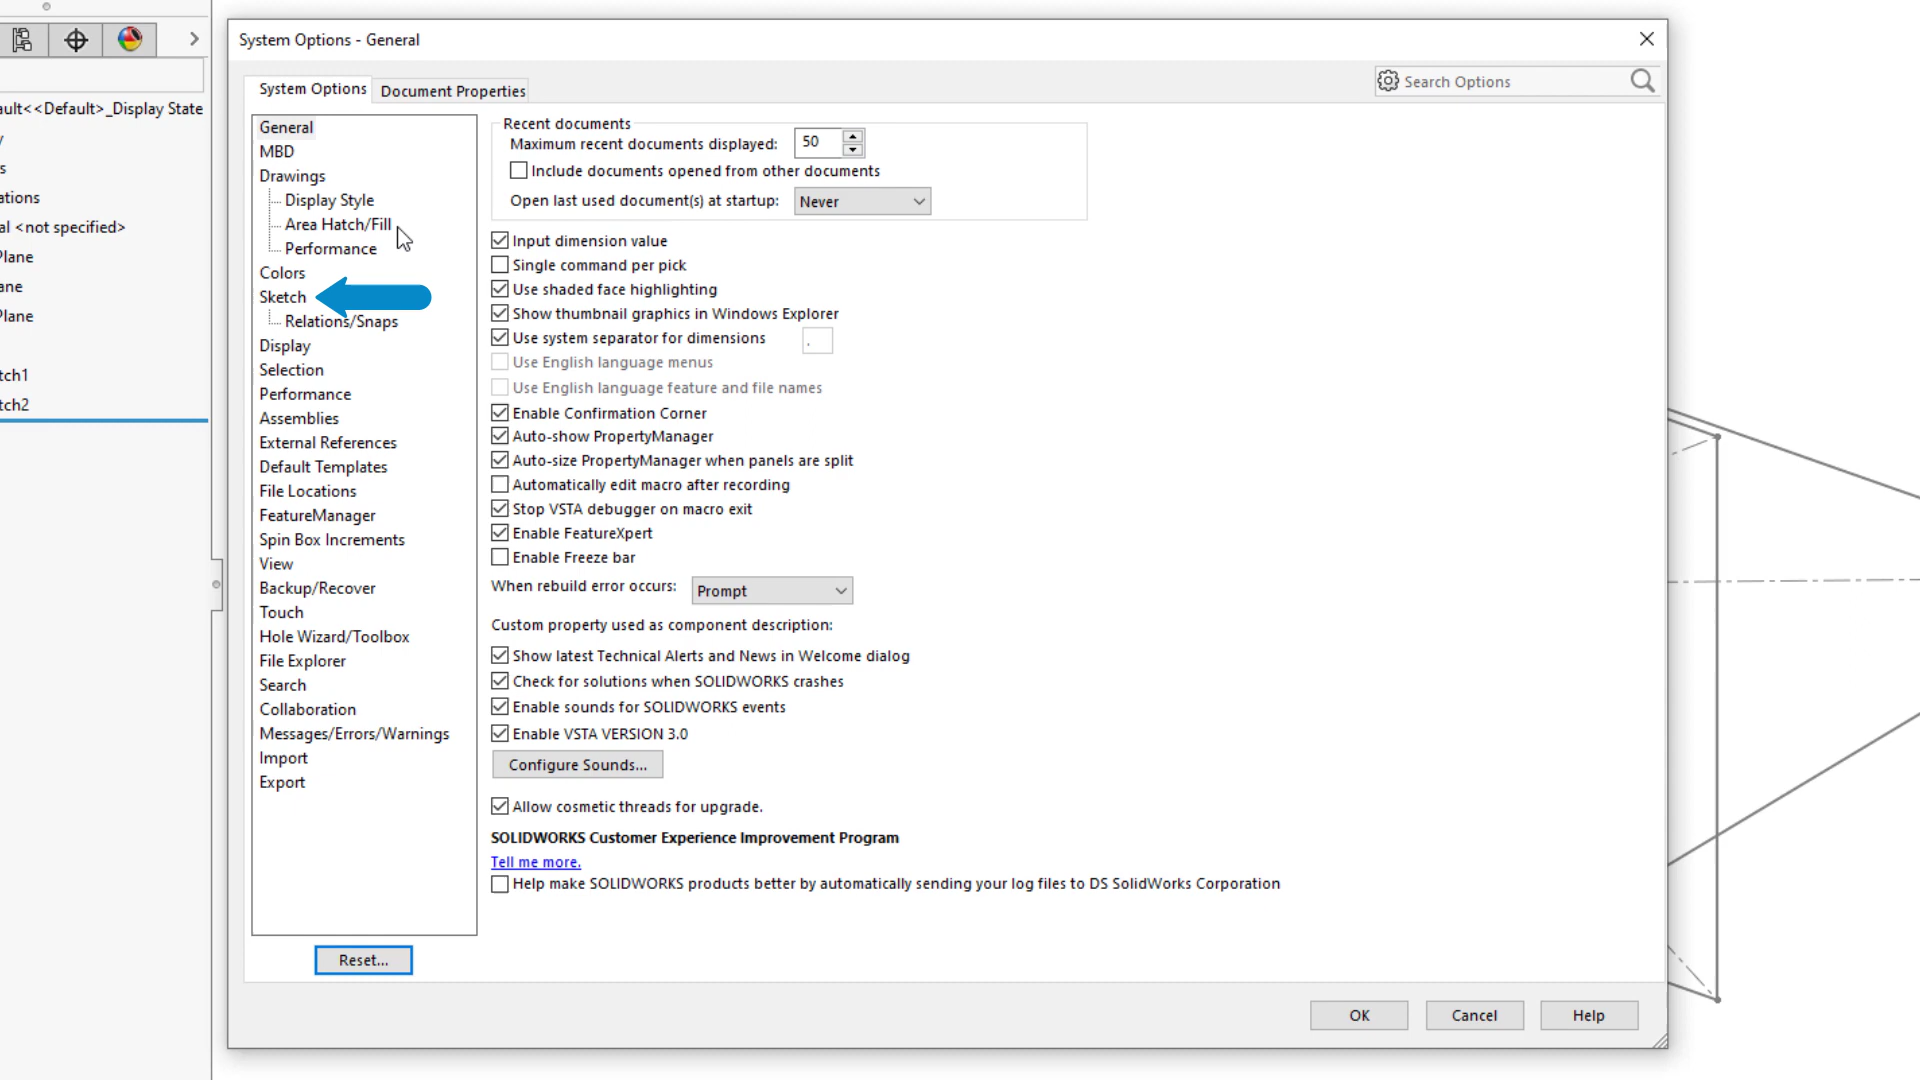 System Options - General
System Options
Document Properties
Search Options
ault<<Default>_Display State
y
s
ations
al <not specified>
Plane
ane
Plane
tch1
tch2
General
MBD
Drawings
Display Style
Area Hatch/Fill
Performance
Colors
Sketch
Relations/Snaps
Display
Selection
Performance
Assemblies
External References
Default Templates
File Locations
FeatureManager
Spin Box Increments
View
Backup/Recover
Touch
Hole Wizard/Toolbox
File Explorer
Search
Collaboration
Messages/Errors/Warnings
Import
Export
Reset...
Recent documents
Maximum recent documents displayed: 50
Include documents opened from other documents
Open last used document(s) at startup: Never
Input dimension value
Single command per pick
Use shaded face highlighting
Show thumbnail graphics in Windows Explorer
Use system separator for dimensions .
Use English language menus
Use English language feature and file names
Enable Confirmation Corner
Auto-show PropertyManager
Auto-size PropertyManager when panels are split
Automatically edit macro after recording
Stop VSTA debugger on macro exit
Enable FeatureXpert
Enable Freeze bar
When rebuild error occurs: Prompt
Custom property used as component description:
Show latest Technical Alerts and News in Welcome dialog
Check for solutions when SOLIDWORKS crashes
Enable sounds for SOLIDWORKS events
Enable VSTA VERSION 3.0
Configure Sounds...
Allow cosmetic threads for upgrade.
SOLIDWORKS Customer Experience Improvement Program
Tell me more.
Help make SOLIDWORKS products better by automatically sending your log files to DS SolidWorks Corporation
OK
Cancel
Help